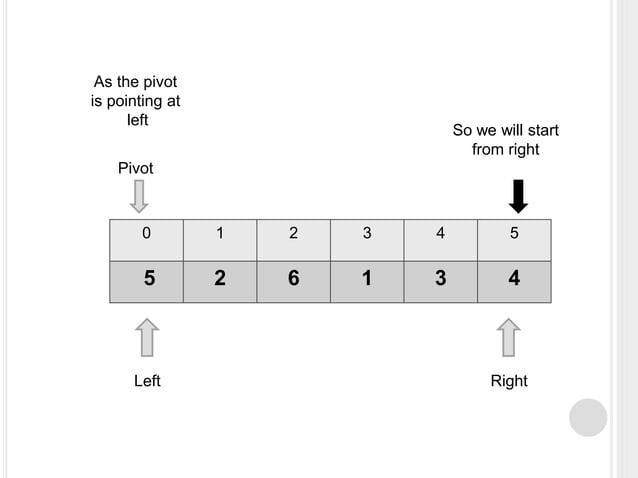 As the pivot
is pointing at
left
So we will start
from right
Pivot
0 1 2 3 4 5
5 2 6 1 3 4
Left Right